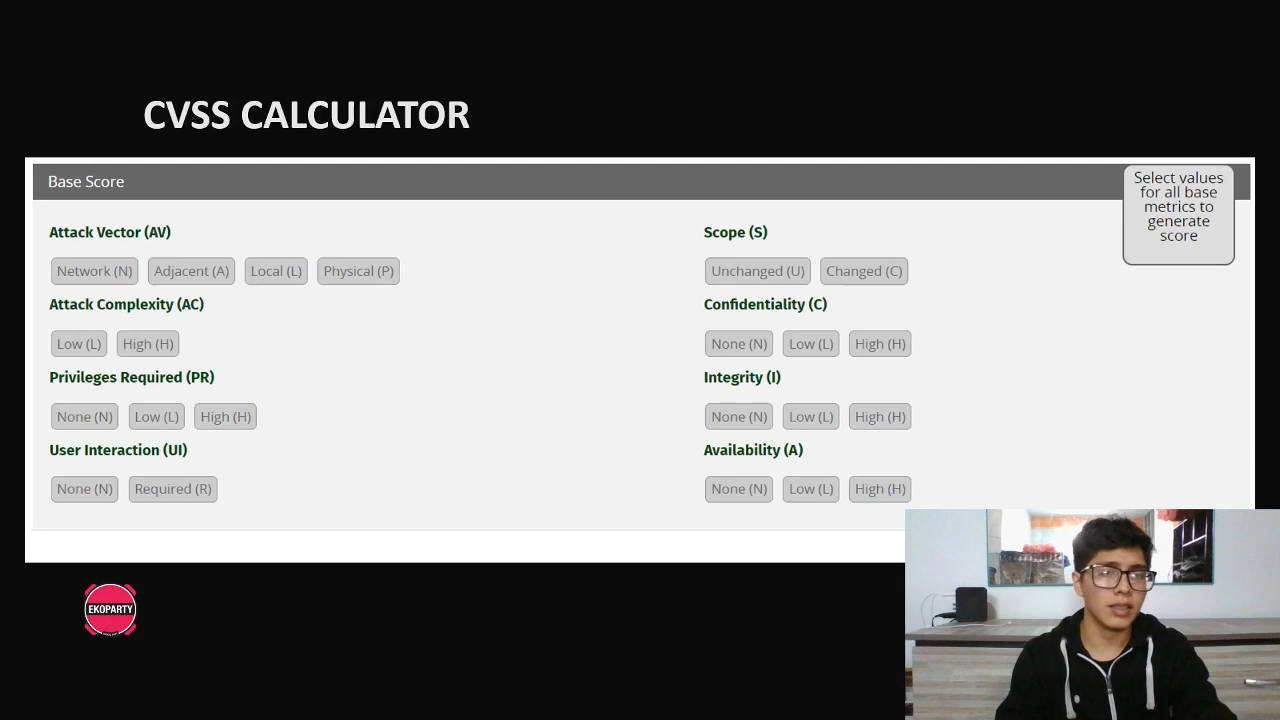 CVSS CALCULATOR
Base Score
Select values
for all base
metrics to
generate
score
Attack Vector (AV)
Network (N) Adjacent (A) Local (L) Physical (P)
Attack Complexity (AC)
Low (L) High (H)
Privileges Required (PR)
None (N) Low (L) High (H)
User Interaction (UI)
None (N) Required (R)
Scope (S)
Unchanged (U) Changed (C)
Confidentiality (C)
None (N) Low (L) High (H)
Integrity (I)
None (N) Low (L) High (H)
Availability (A)
None (N) Low (L) High (H)
EKOPARTY